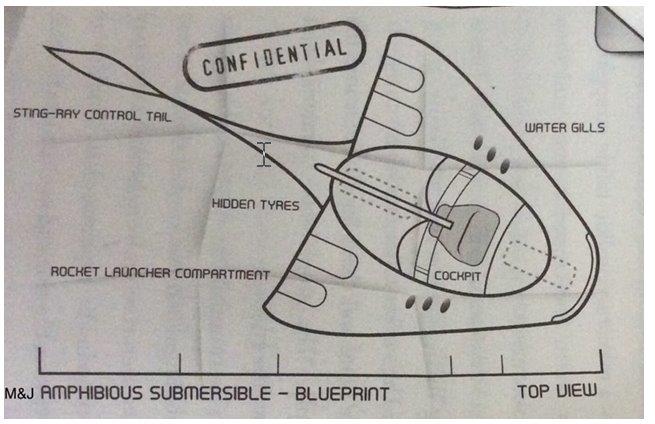 CONFIDENTIAL
STING-RAY CONTROL TAIL
WATER GILLS
HIDDEN TYRES
ROCKET LAUNCHER COMPARTMENT
COCKPIT
M&J AMPHIBIOUS SUBMERSIBLE - BLUEPRINT
TOP VIEW